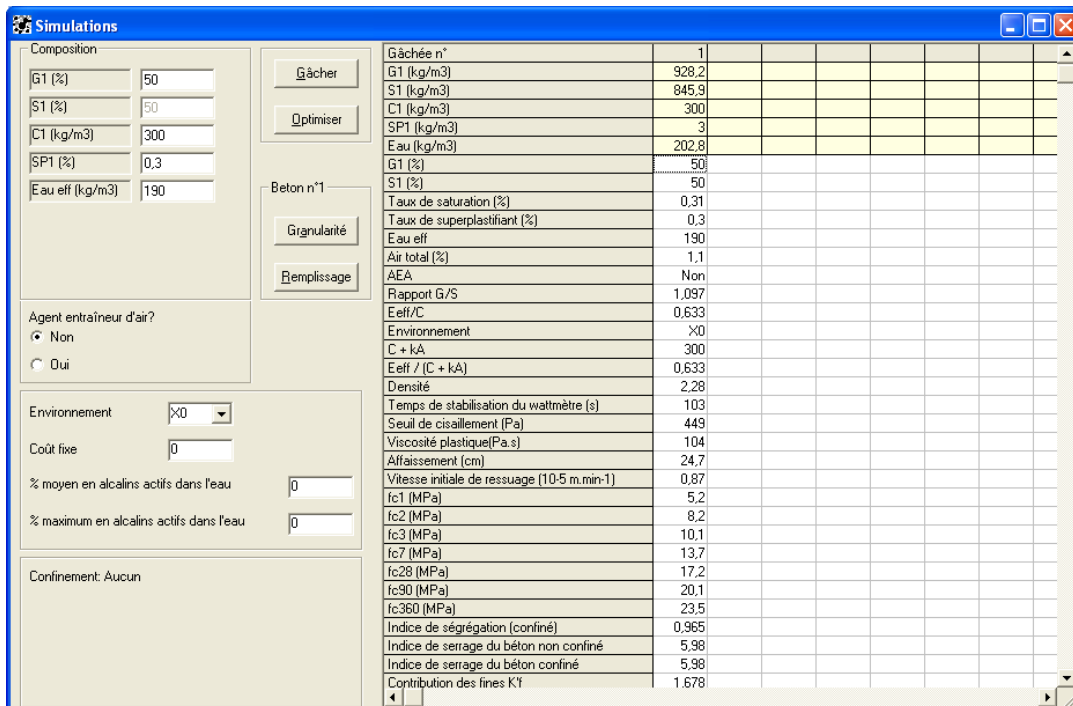 Simulations
Composition
G1 (%) 50
S1 (%) 50
C1 (kg/m3) 300
SP1 (%) 0,3
Eau eff (kg/m3) 190
Gâcher
Optimiser
Beton n°1
Granularité
Remplissage
Agent entraîneur d'air?
Non
Oui
Environnement X0
Coût fixe 0
% moyen en alcalins actifs dans l'eau 0
% maximum en alcalins actifs dans l'eau 0
Confinement: Aucun
Gâchée n° 1
G1 (kg/m3) 928,2
S1 (kg/m3) 845,9
C1 (kg/m3) 300
SP1 (kg/m3) 3
Eau (kg/m3) 202,8
G1 (%) 50
S1 (%) 50
Taux de saturation (%) 0,31
Taux de superplastifiant (%) 0,3
Eau eff 190
Air total (%) 1,1
AEA Non
Rapport G/S 1,097
Eeff/C 0,633
Environnement X0
C + kA 300
Eeff / (C + kA) 0,633
Densité 2,28
Temps de stabilisation du wattmètre (s) 103
Seuil de cisaillement (Pa) 449
Viscosité plastique(Pa.s) 104
Affaissement (cm) 24,7
Vitesse initiale de ressuage (10-5 m.min-1) 0,87
fc1 (MPa) 5,2
fc2 (MPa) 8,2
fc3 (MPa) 10,1
fc7 (MPa) 13,7
fc28 (MPa) 17,2
fc90 (MPa) 20,1
fc360 (MPa) 23,5
Indice de ségrégation (confiné) 0,965
Indice de serrage du béton non confiné 5,98
Indice de serrage du béton confiné 5,98
Contribution des fines K'f 1,678